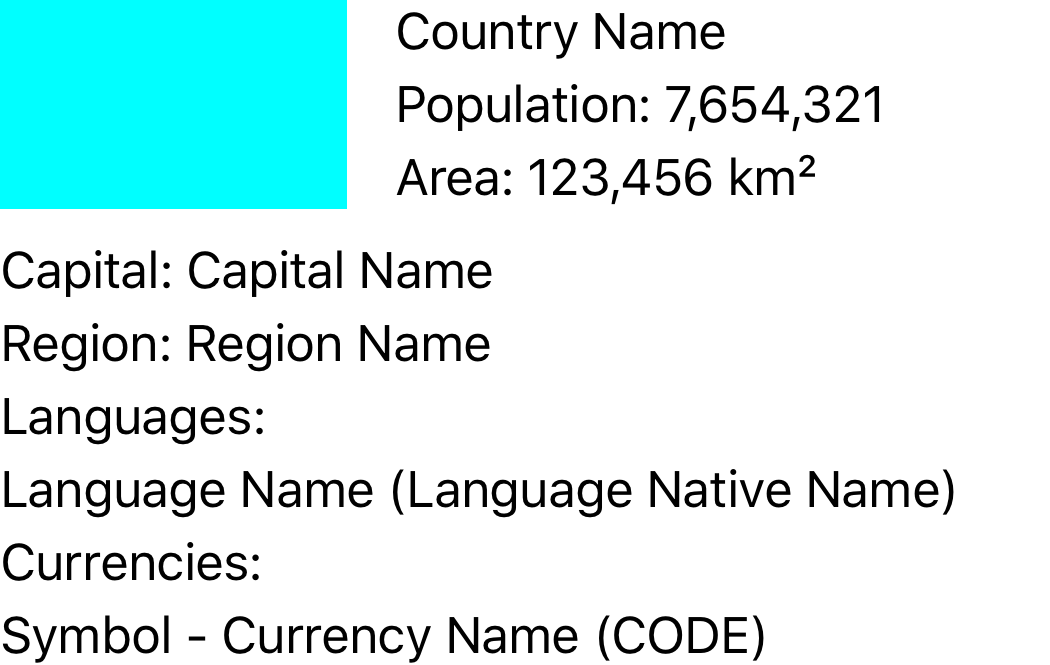 Country Name
Population: 7,654,321
Area: 123,456 km²
Capital: Capital Name
Region: Region Name
Languages:
Language Name (Language Native Name)
Currencies:
Symbol - Currency Name (CODE)